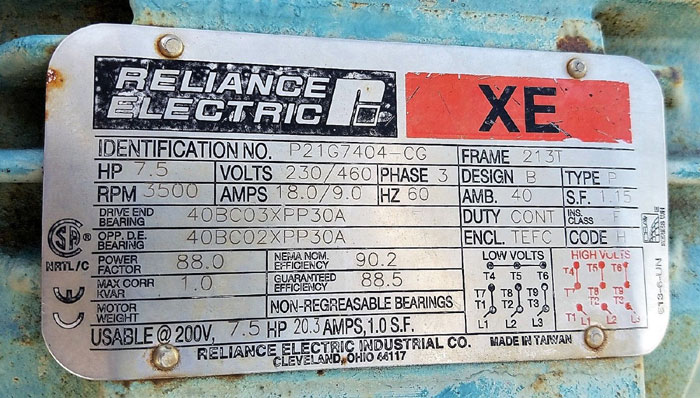 RELIANCE
ELECTRIC
XE
IDENTIFICATION NO. P21G7404-CG FRAME 213T
HP 7.5 VOLTS 230/460 PHASE 3 DESIGN B TYPE P
RPM 3500 AMPS 18.0/9.0 HZ 60 AMB. 40 S.F. 1.15
DRIVE END BEARING 40BC03XPP30A DUTY CONT INS. CLASS F
OPP. D.E. BEARING 40BC02XPP30A ENCL. TEFC CODE H
POWER FACTOR 88.0 NEMA NOM. EFFICIENCY 90.2 LOW VOLTS HIGH VOLTS
MAX CORR KVAR 1.0 GUARANTEED EFFICIENCY 88.5
MOTOR WEIGHT NON-REGREASABLE BEARINGS
T4 T5 T6 T4 T5 T6
T7 T8 T9 T7 T8 T9
T1 T2 T3 T1 T2 T3
L1 L2 L3 L1 L2 L3
USABLE @ 200V, 7.5 HP 20.3 AMPS, 1.0 S.F.
RELIANCE ELECTRIC INDUSTRIAL CO. MADE IN TAIWAN
CLEVELAND, OHIO 44117
NRTL/C